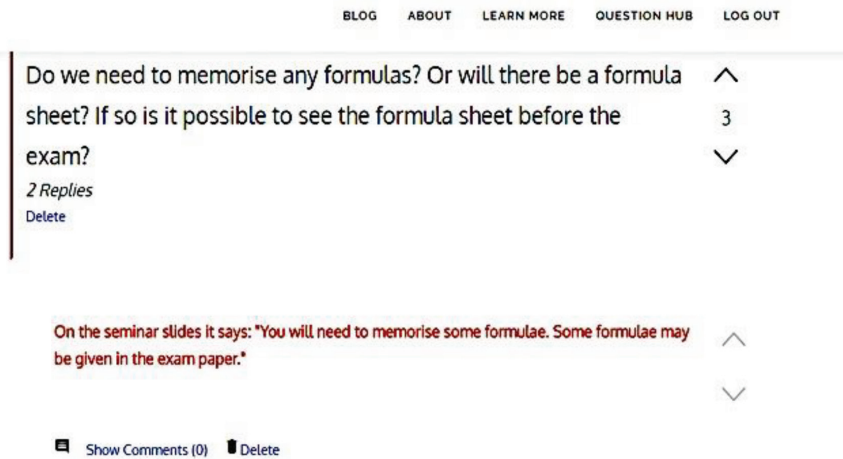 BLOG ABOUT LEARN MORE QUESTION HUB LOG OUT
Do we need to memorise any formulas? Or will there be a formula
sheet? If so is it possible to see the formula sheet before the
exam?
3
2 Replies
Delete
On the seminar slides it says: "You will need to memorise some formulae. Some formulae may
be given in the exam paper."
Show Comments (0) Delete